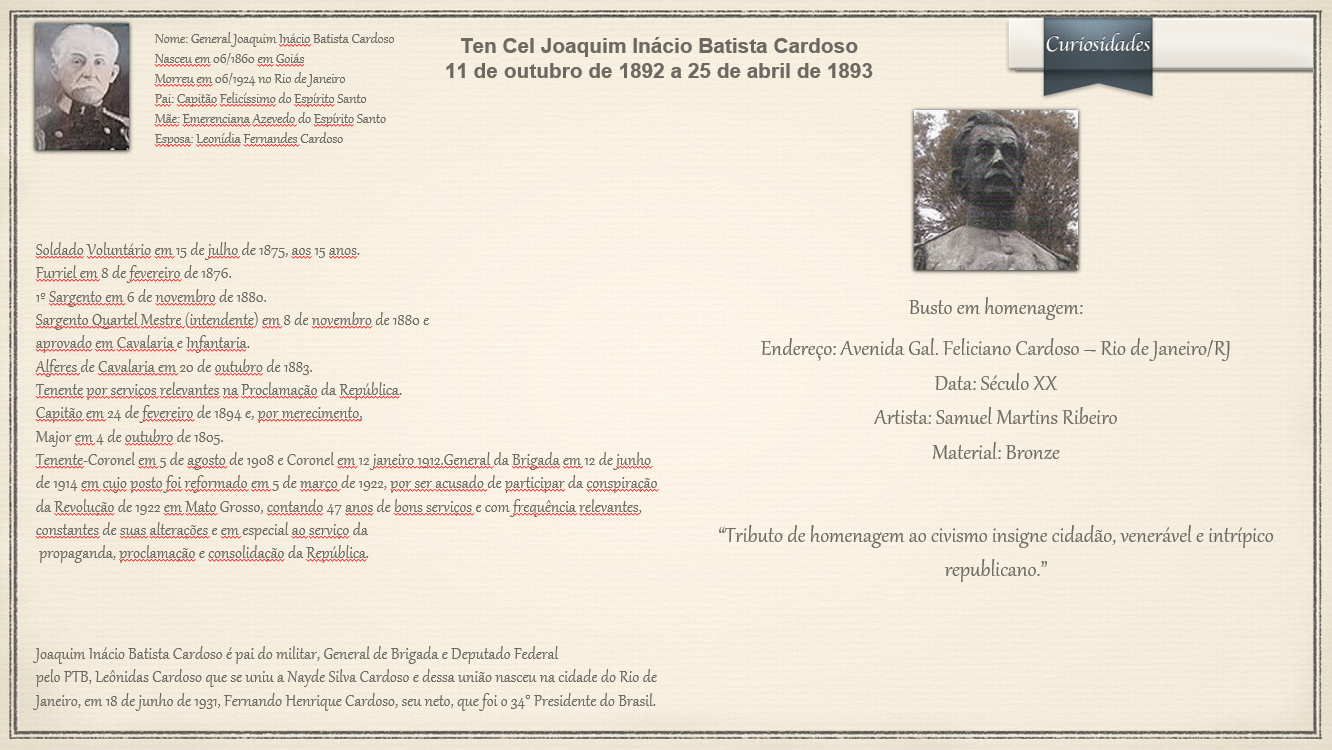 Nome: General Joaquim Inácio Batista Cardoso
Nasceu em 06/1860 em Goiás
Morreu em 06/1924 no Rio de Janeiro
Pai: Capitão Felicíssimo do Espírito Santo
Mãe: Emerenciana Azevedo do Espírito Santo
Esposa: Leonídia Fernandes Cardoso
Ten Cel Joaquim Inácio Batista Cardoso
11 de outubro de 1892 a 25 de abril de 1893
Curiosidades
Soldado Voluntário em 15 de julho de 1875, aos 15 anos.
Furriel em 8 de fevereiro de 1876.
1º Sargento em 6 de novembro de 1880.
Sargento Quartel Mestre (intendente) em 8 de novembro de 1880 e
aprovado em Cavalaria e Infantaria.
Alferes de Cavalaria em 20 de outubro de 1883.
Tenente por serviços relevantes na Proclamação da República.
Capitão em 24 de fevereiro de 1894 e, por merecimento,
Major em 4 de outubro de 1805.
Tenente-Coronel em 5 de agosto de 1908 e Coronel em 12 janeiro 1912.General da Brigada em 12 de junho
de 1914 em cujo posto foi reformado em 5 de março de 1922, por ser acusado de participar da conspiração
da Revolução de 1922 em Mato Grosso, contando 47 anos de bons serviços e com frequência relevantes,
constantes de suas alterações e em especial ao serviço da
propaganda, proclamação e consolidação da República.
Joaquim Inácio Batista Cardoso é pai do militar, General de Brigada e Deputado Federal
pelo PTB, Leônidas Cardoso que se uniu a Nayde Silva Cardoso e dessa união nasceu na cidade do Rio de
Janeiro, em 18 de junho de 1931, Fernando Henrique Cardoso, seu neto, que foi o 34° Presidente do Brasil.
Busto em homenagem:
Endereço: Avenida Gal. Feliciano Cardoso – Rio de Janeiro/RJ
Data: Século XX
Artista: Samuel Martins Ribeiro
Material: Bronze
“Tributo de homenagem ao civismo insigne cidadão, venerável e intrípico
republicano.”